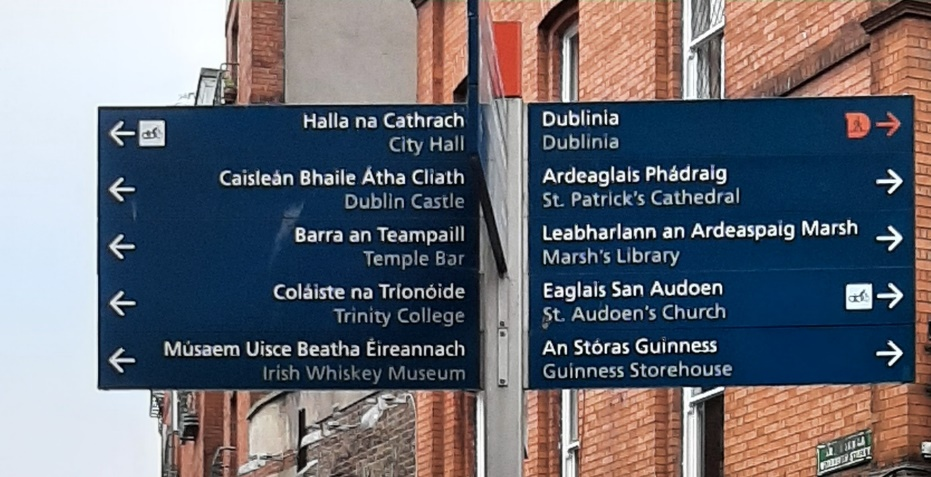 Halla na Cathrach
City Hall
Caisleán Bhaile Átha Cliath
Dublin Castle
Barra an Teampaill
Temple Bar
Coláiste na Tríonóide
Trinity College
Músaem Uisce Beatha Éireannach
Irish Whiskey Museum
Dublinia
Dublinia
Ardeaglais Phádraig
St. Patrick's Cathedral
Leabharlann an Ardeaspaig Marsh
Marsh's Library
Eaglais San Audoen
St. Audoen's Church
An Stóras Guinness
Guinness Storehouse